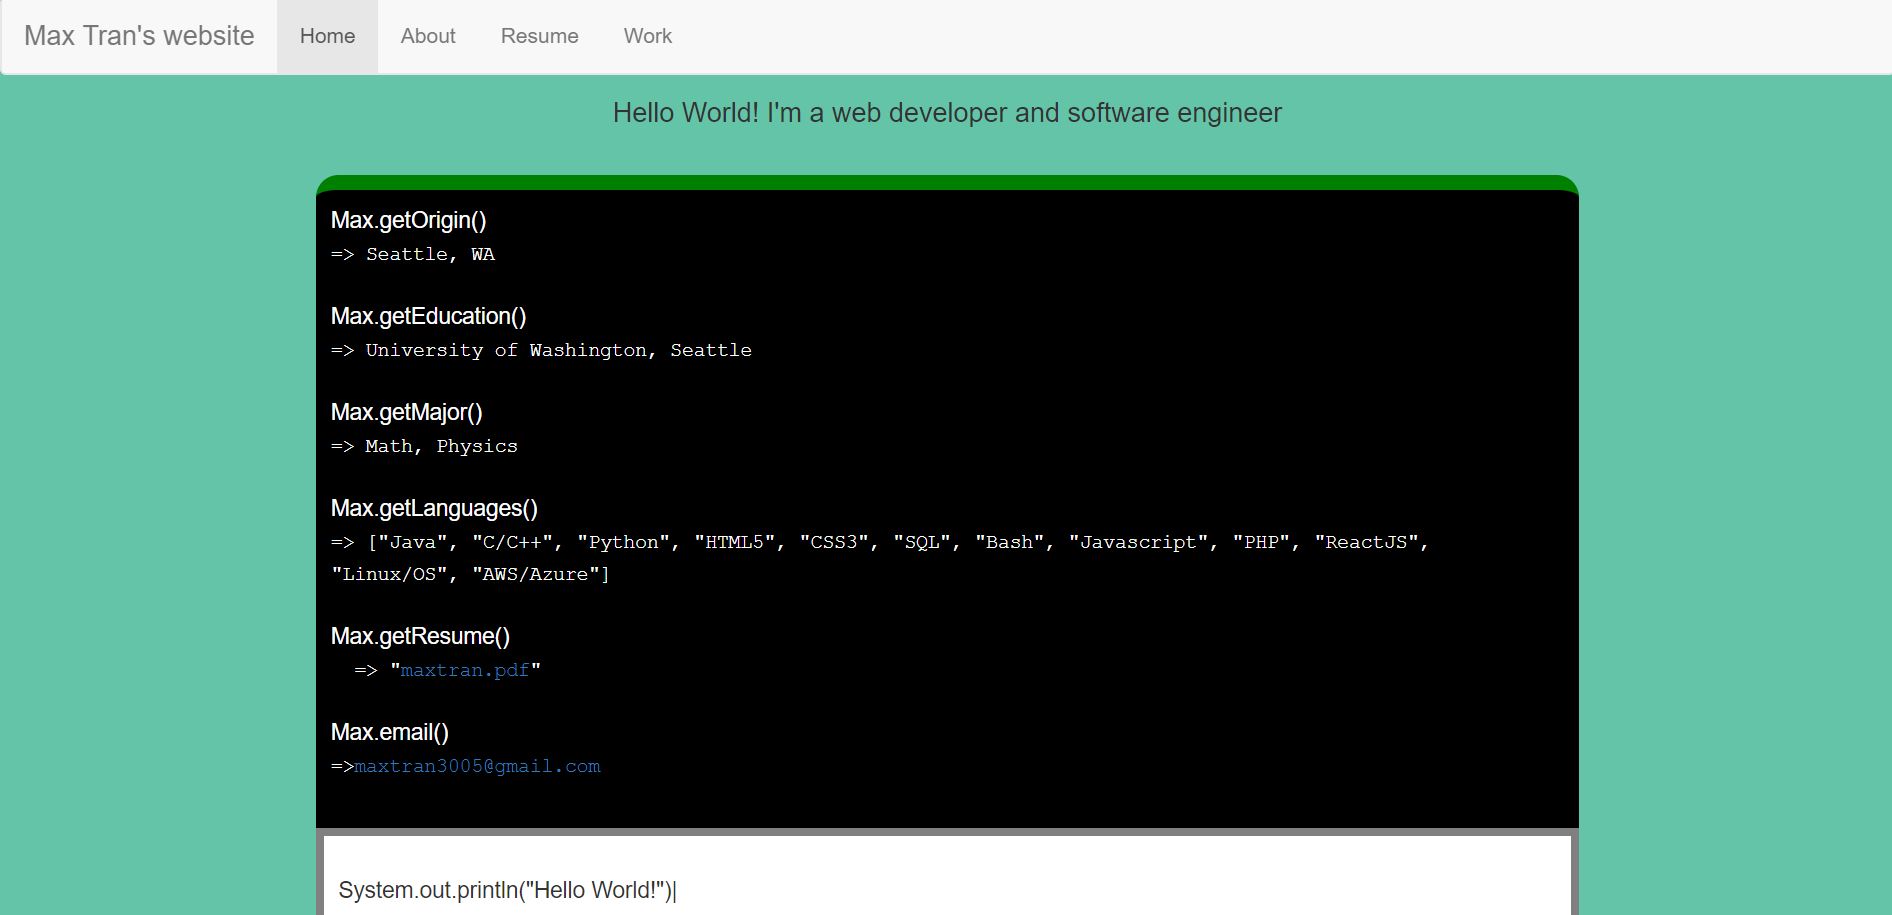 Max Tran's website Home About Resume Work
Hello World! I'm a web developer and software engineer
Max.getOrigin()
=> Seattle, WA
Max.getEducation()
=> University of Washington, Seattle
Max.getMajor()
=> Math, Physics
Max.getLanguages()
=> ["Java", "C/C++", "Python", "HTML5", "CSS3", "SQL", "Bash", "Javascript", "PHP", "ReactJS",
"Linux/OS", "AWS/Azure"]
Max.getResume()
=> "maxtran.pdf"
Max.email()
=>maxtran3005@gmail.com
System.out.println("Hello World!")|